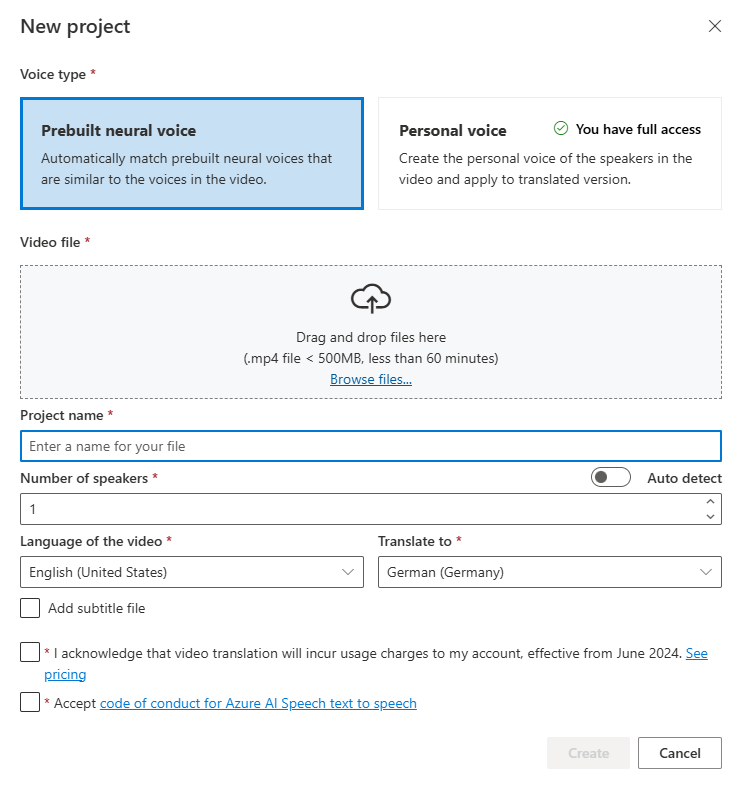 New project
Voice type *
Prebuilt neural voice
Automatically match prebuilt neural voices that
are similar to the voices in the video.
Personal voice
You have full access
Create the personal voice of the speakers in the
video and apply to translated version.
Video file *
Drag and drop files here
(.mp4 file < 500MB, less than 60 minutes)
Browse files...
Project name *
Enter a name for your file
Number of speakers *
Auto detect
1
Language of the video *
English (United States)
Translate to *
German (Germany)
Add subtitle file
* I acknowledge that video translation will incur usage charges to my account, effective from June 2024. See
pricing
* Accept code of conduct for Azure AI Speech text to speech
Create
Cancel